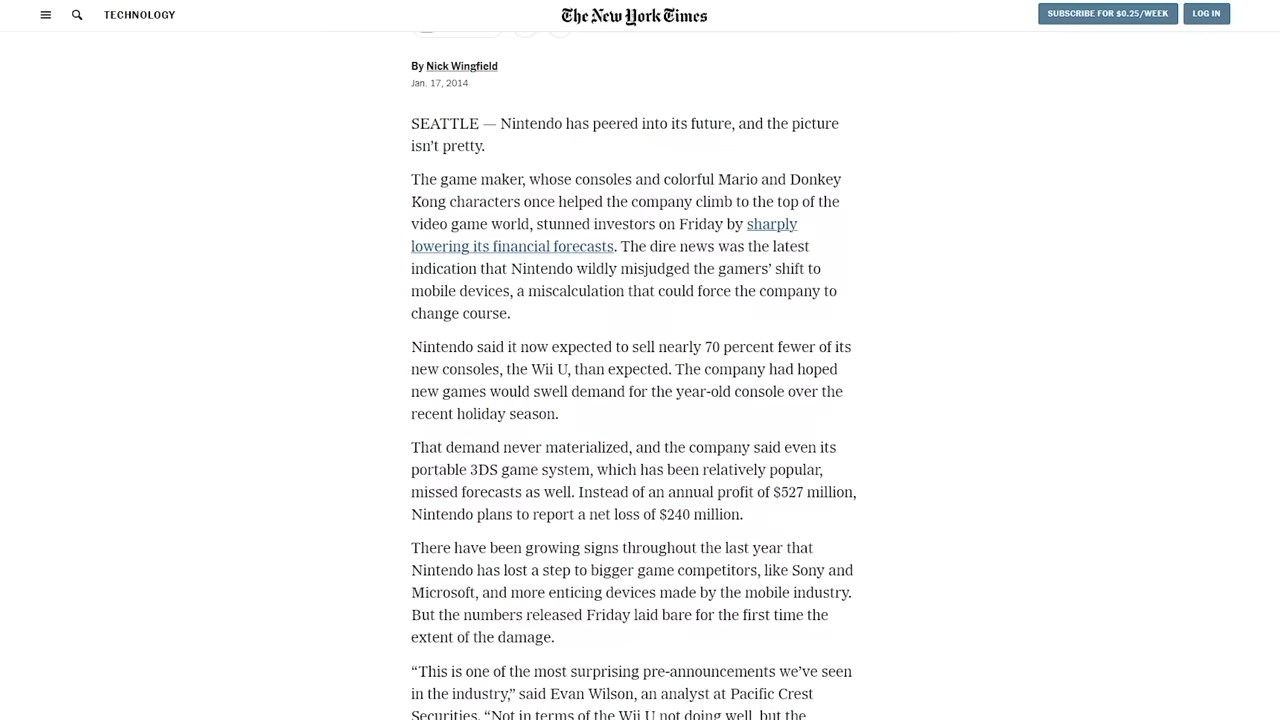 TECHNOLOGY
The New York Times
SUBSCRIBE FOR $0.25/WEEK
LOG IN
By Nick Wingfield
Jan. 17, 2014
SEATTLE — Nintendo has peered into its future, and the picture
isn’t pretty.
The game maker, whose consoles and colorful Mario and Donkey
Kong characters once helped the company climb to the top of the
video game world, stunned investors on Friday by sharply
lowering its financial forecasts. The dire news was the latest
indication that Nintendo wildly misjudged the gamers’ shift to
mobile devices, a miscalculation that could force the company to
change course.
Nintendo said it now expected to sell nearly 70 percent fewer of its
new consoles, the Wii U, than expected. The company had hoped
new games would swell demand for the year-old console over the
recent holiday season.
That demand never materialized, and the company said even its
portable 3DS game system, which has been relatively popular,
missed forecasts as well. Instead of an annual profit of $527 million,
Nintendo plans to report a net loss of $240 million.
There have been growing signs throughout the last year that
Nintendo has lost a step to bigger game competitors, like Sony and
Microsoft, and more enticing devices made by the mobile industry.
But the numbers released Friday laid bare for the first time the
extent of the damage.
“This is one of the most surprising pre-announcements we’ve seen
in the industry,” said Evan Wilson, an analyst at Pacific Crest
Securities. “Not in terms of the Wii U not doing well, but the